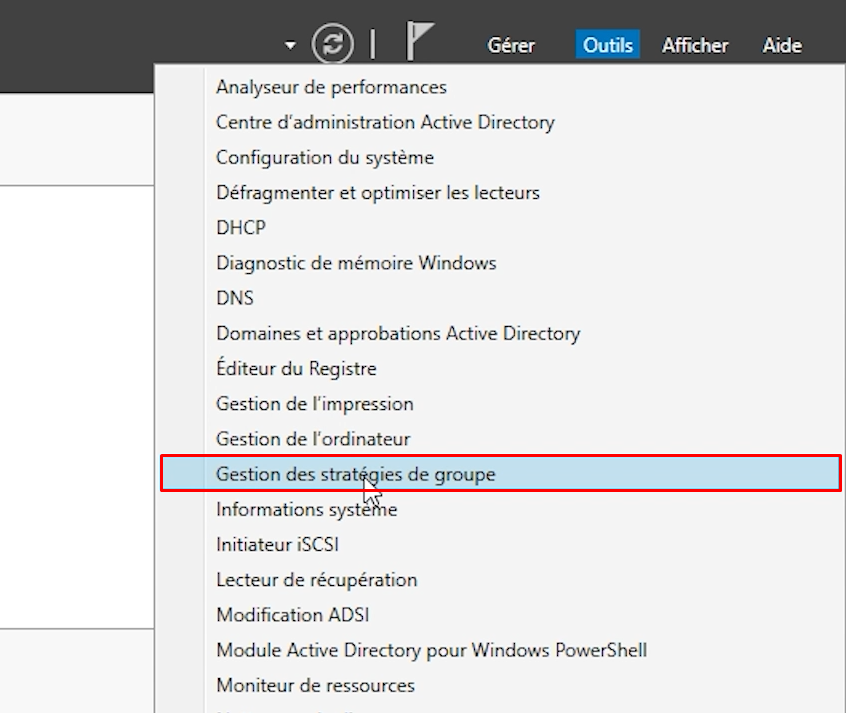 Gérer Outils Afficher Aide
Analyseur de performances
Centre d'administration Active Directory
Configuration du système
Défragmenter et optimiser les lecteurs
DHCP
Diagnostic de mémoire Windows
DNS
Domaines et approbations Active Directory
Éditeur du Registre
Gestion de l'impression
Gestion de l'ordinateur
Gestion des stratégies de groupe
Informations système
Initiateur iSCSI
Lecteur de récupération
Modification ADSI
Module Active Directory pour Windows PowerShell
Moniteur de ressources